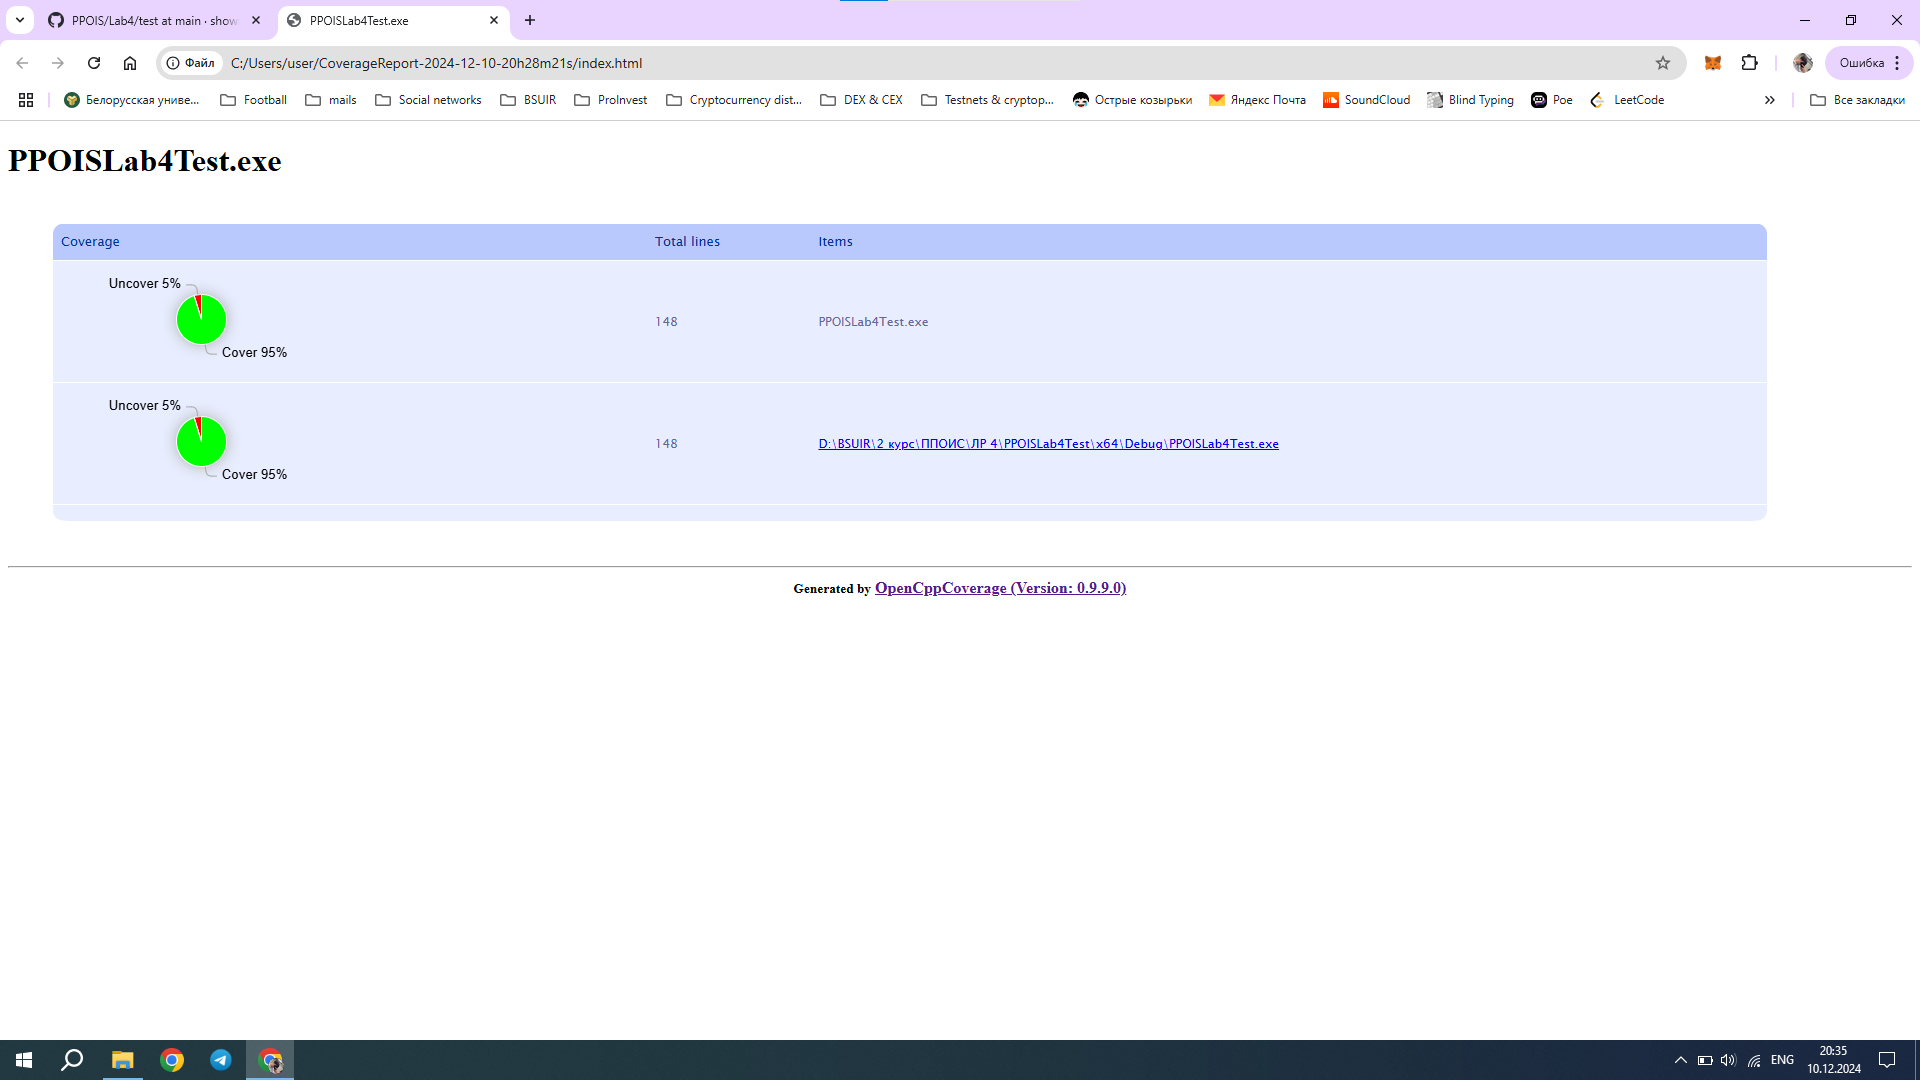 PPOIS/Lab4/test at main · show
PPOISLab4Test.exe
Файл
C:/Users/user/CoverageReport-2024-12-10-20h28m21s/index.html
Ошибка
Белорусская униве...
Football
mails
Social networks
BSUIR
ProInvest
Cryptocurrency dist...
DEX & CEX
Testnets & cryptop...
Острые козырьки
Яндекс Почта
SoundCloud
Blind Typing
Poe
LeetCode
Все закладки
PPOISLab4Test.exe
Coverage Total lines Items
Uncover 5%
148 PPOISLab4Test.exe
Cover 95%
Uncover 5%
148 D:\BSUIR\2 курс\ППОИС\ЛР 4\PPOISLab4Test\x64\Debug\PPOISLab4Test.exe
Cover 95%
Generated by OpenCppCoverage (Version: 0.9.9.0)
ENG
20:35
10.12.2024